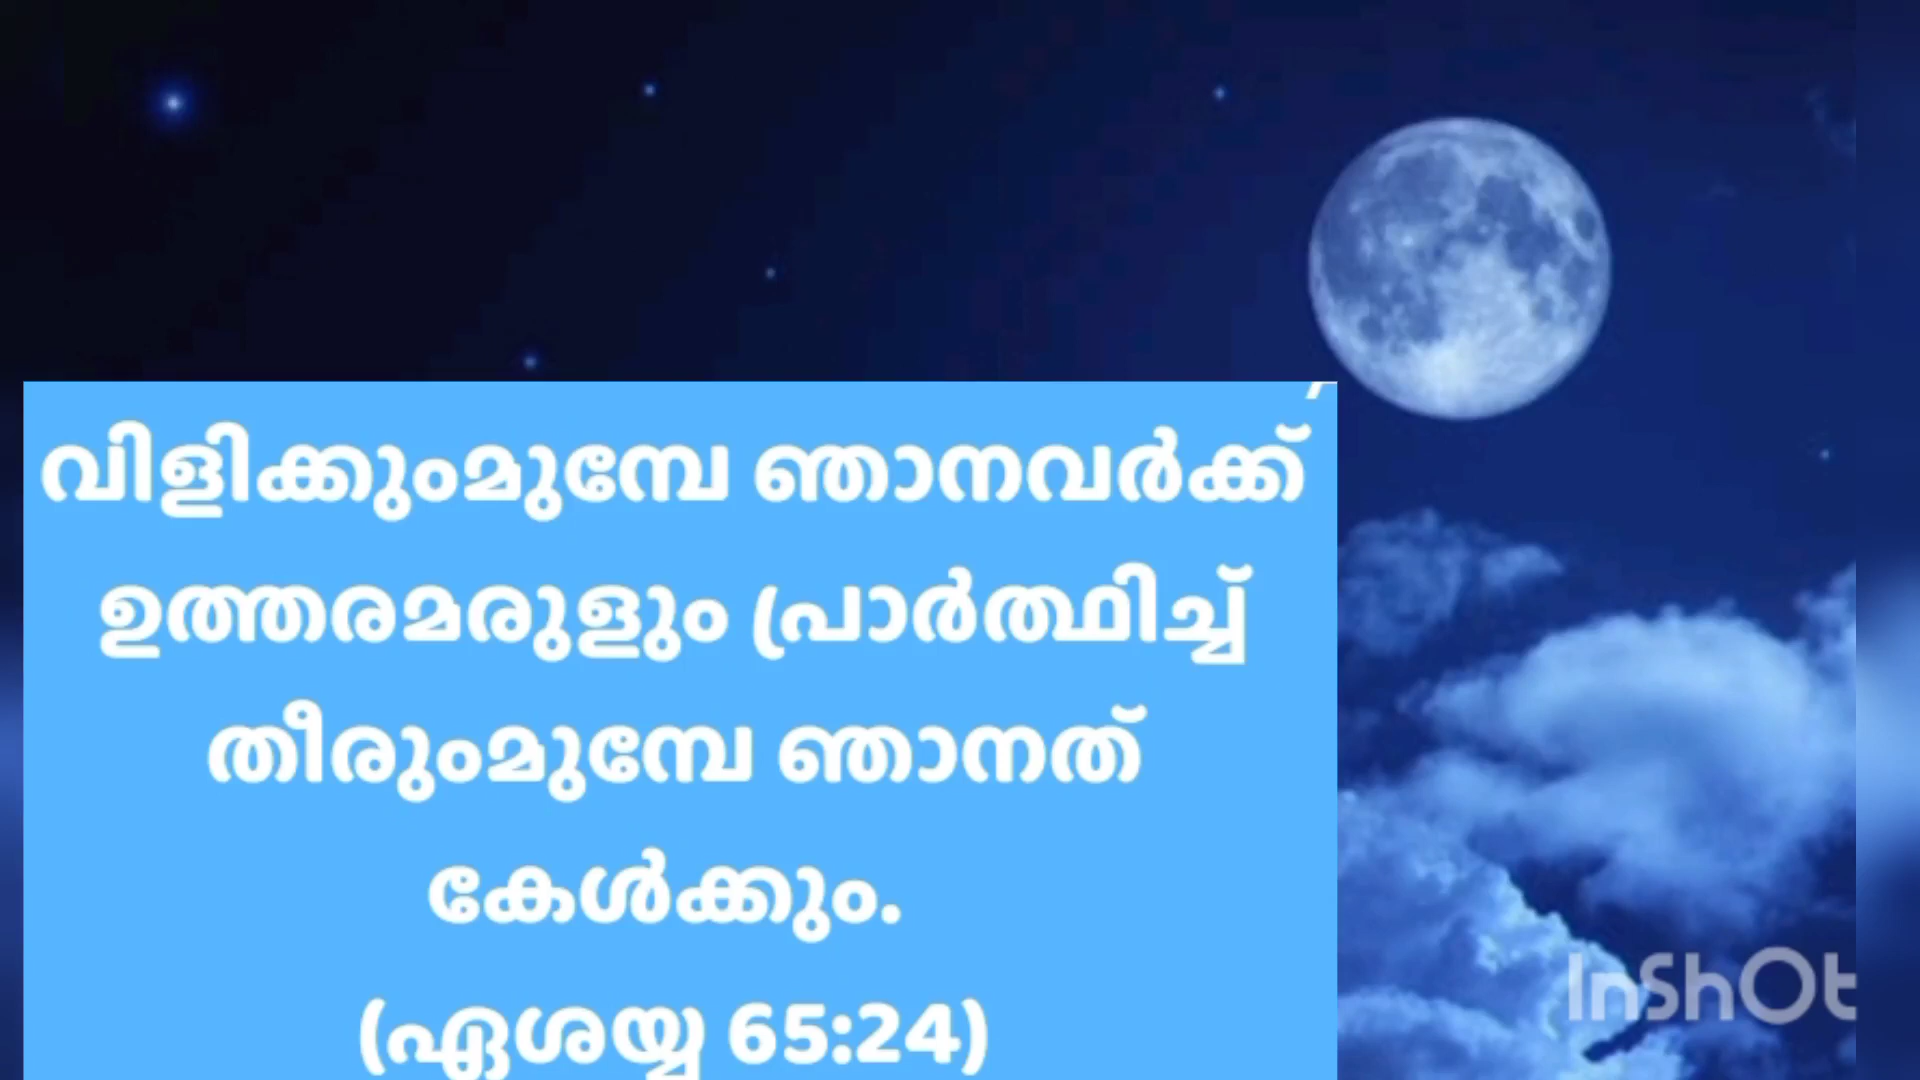 വിളിക്കുംമുമ്പേ ഞാനവർക്ക്
ഉത്തരമരുളും പ്രാർത്ഥിച്ച്
തീരുംമുമ്പേ ഞാനത്
കേൾക്കും.
(ഏശയ്യ 65:24)
InShOt